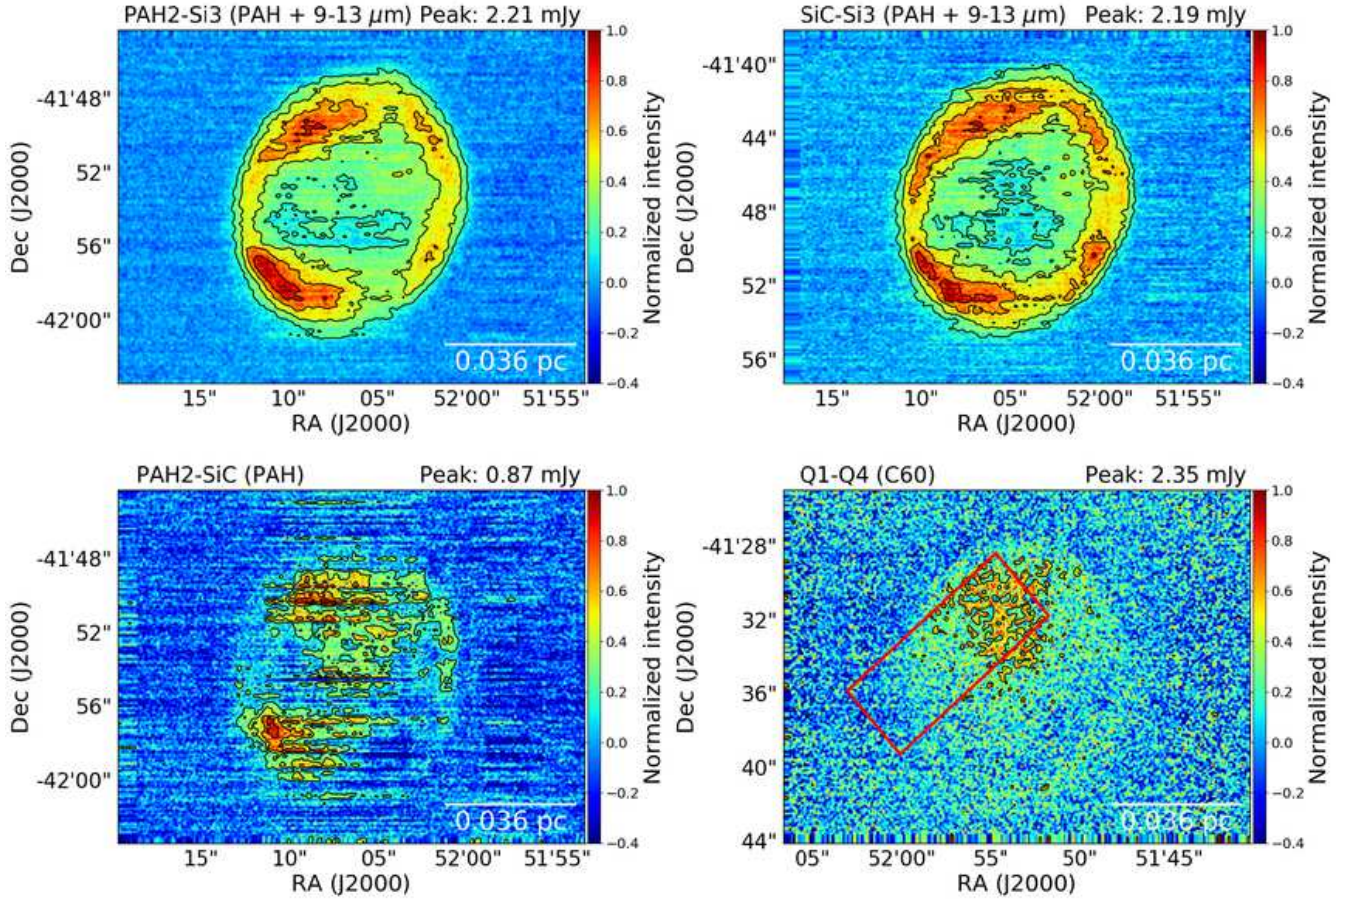 PAH2-Si3 (PAH + 9-13 μm) Peak: 2.21 mJy
1.0
0.8
0.6
0.4
0.2
0.0
−0.2
−0.4
Normalized intensity
-41'48"
52"
56"
-42'00"
Dec (J2000)
0.036 pc
15" 10" 05" 52'00" 51'55"
RA (J2000)
SiC-Si3 (PAH + 9-13 μm) Peak: 2.19 mJy
1.0
0.8
0.6
0.4
0.2
0.0
−0.2
−0.4
Normalized intensity
-41'40"
44"
48"
52"
56"
Dec (J2000)
0.036 pc
15" 10" 05" 52'00" 51'55"
RA (J2000)
PAH2-SiC (PAH) Peak: 0.87 mJy
1.0
0.8
0.6
0.4
0.2
0.0
−0.2
−0.4
Normalized intensity
-41'48"
52"
56"
-42'00"
Dec (J2000)
0.036 pc
15" 10" 05" 52'00" 51'55"
RA (J2000)
Q1-Q4 (C60) Peak: 2.35 mJy
1.0
0.8
0.6
0.4
0.2
0.0
−0.2
−0.4
Normalized intensity
-41'28"
32"
36"
40"
44"
Dec (J2000)
0.036 pc
05" 52'00" 55" 50" 51'45"
RA (J2000)